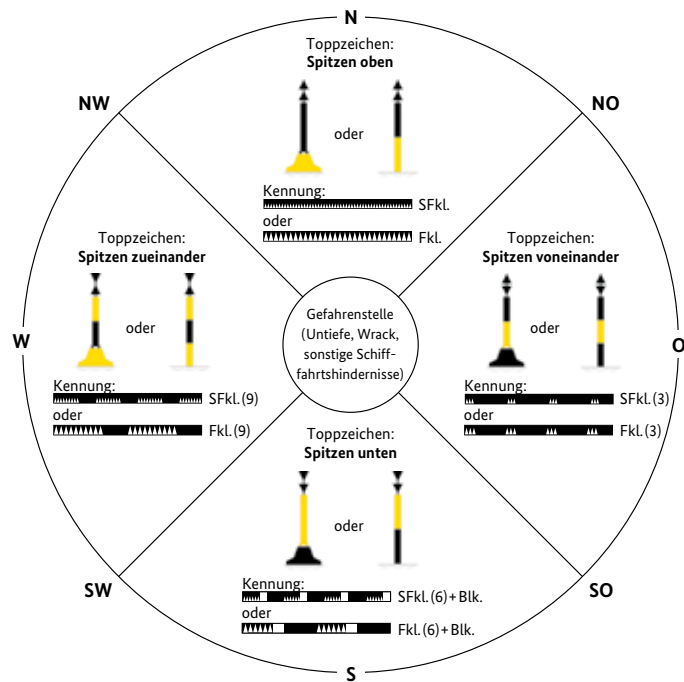 N
Toppzeichen:
Spitzen oben
NW
NO
oder
Kennung:
SFkl.
oder
Fkl.
Toppzeichen:
Spitzen zueinander
Toppzeichen:
Spitzen voneinander
Gefahrenstelle
(Untiefe, Wrack,
sonstige Schiff-
fahrtshindernisse)
W
oder
oder
O
Kennung:
SFkl. (9)
oder
Fkl. (9)
Kennung:
SFkl. (3)
oder
Fkl. (3)
Toppzeichen:
Spitzen unten
oder
SW
SO
Kennung:
SFkl. (6) + Blk.
oder
Fkl. (6) + Blk.
S